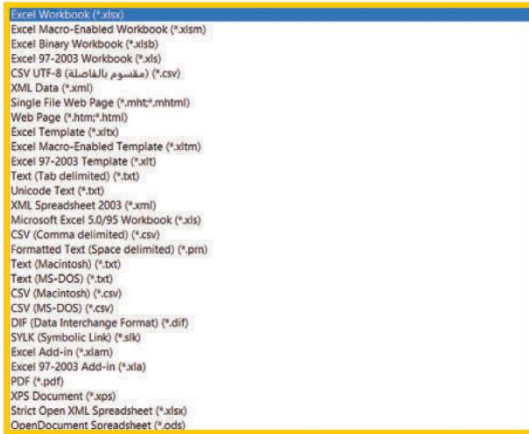 Excel Workbook (*.xlsx)
Excel Macro-Enabled Workbook (*.xlsm)
Excel Binary Workbook (*.xlsb)
Excel 97-2003 Workbook (*.xls)
CSV UTF-8 (مقسوم بالفاصلة) (*.csv)
XML Data (*.xml)
Single File Web Page (*.mht;*.mhtml)
Web Page (*.htm;*.html)
Excel Template (*.xltx)
Excel Macro-Enabled Template (*.xltm)
Excel 97-2003 Template (*.xlt)
Text (Tab delimited) (*.txt)
Unicode Text (*.txt)
XML Spreadsheet 2003 (*.xml)
Microsoft Excel 5.0/95 Workbook (*.xls)
CSV (Comma delimited) (*.csv)
Formatted Text (Space delimited) (*.prn)
Text (Macintosh) (*.txt)
Text (MS-DOS) (*.txt)
CSV (Macintosh) (*.csv)
CSV (MS-DOS) (*.csv)
DIF (Data Interchange Format) (*.dif)
SYLK (Symbolic Link) (*.slk)
Excel Add-in (*.xlam)
Excel 97-2003 Add-in (*.xla)
PDF (*.pdf)
XPS Document (*.xps)
Strict Open XML Spreadsheet (*.xlsx)
OpenDocument Spreadsheet (*.ods)